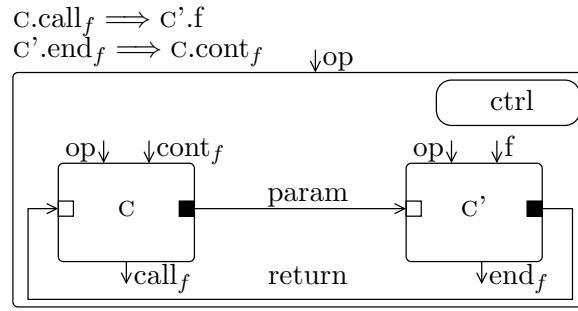 C.call_f ⟹ C'.f
C'.end_f ⟹ C.cont_f
op
ctrl
op cont_f op f
param
C C'
call_f return end_f